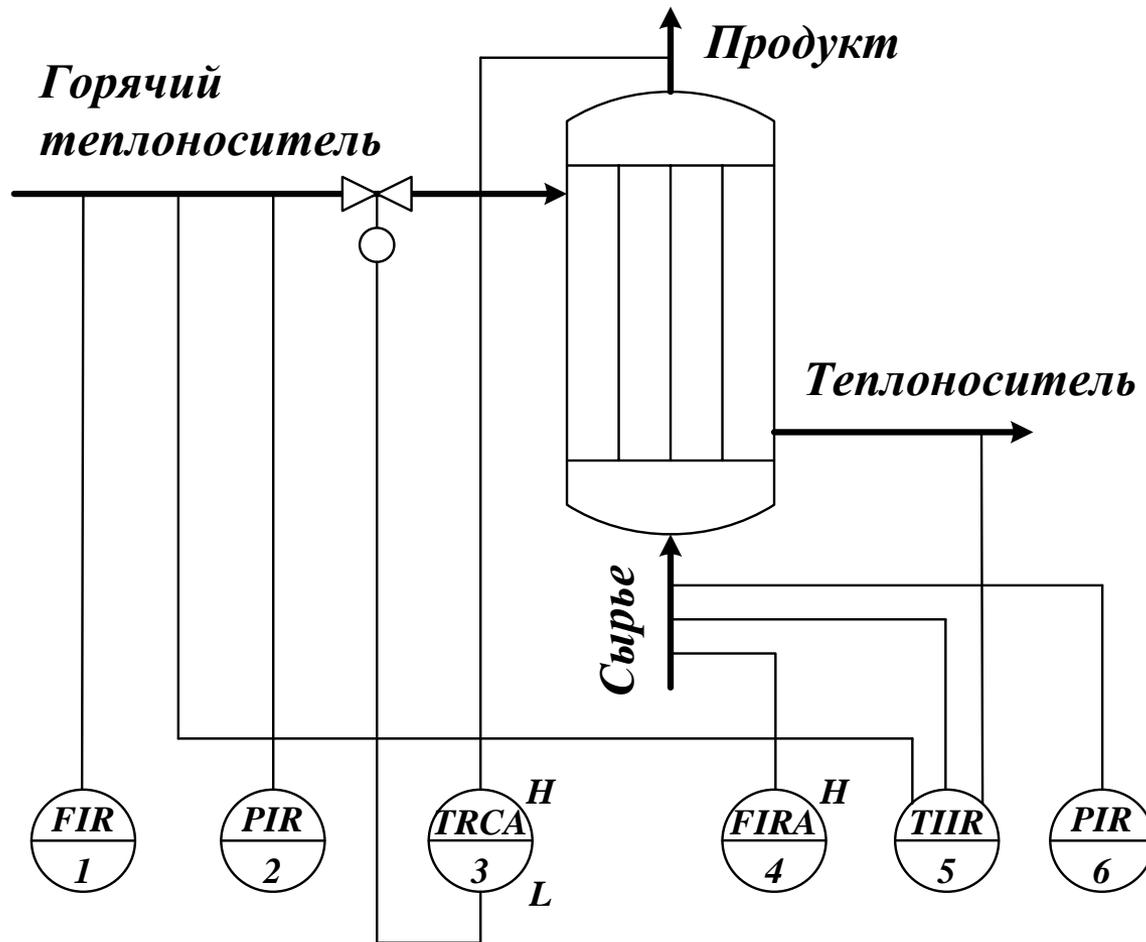 Продукт
Горячий
теплоноситель
Теплоноситель
Сырье
H
H
FIR
PIR
TRCA
FIRA
TIIR
PIR
1
2
3
4
5
6
L